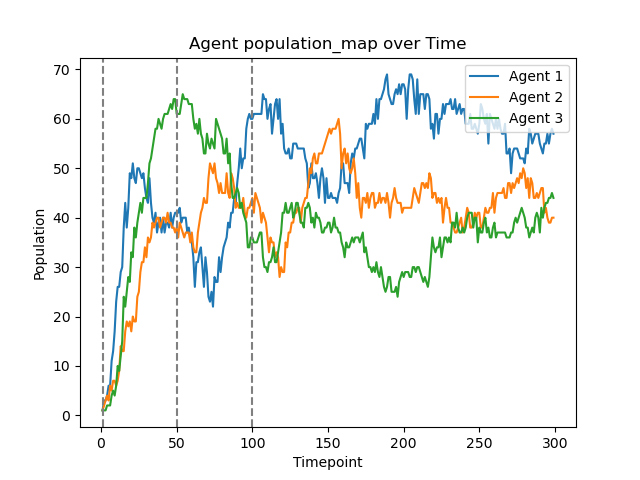 Agent population_map over Time
Agent 1
Agent 2
Agent 3
70
60
50
40
30
20
10
0
Population
0 50 100 150 200 250 300
Timepoint